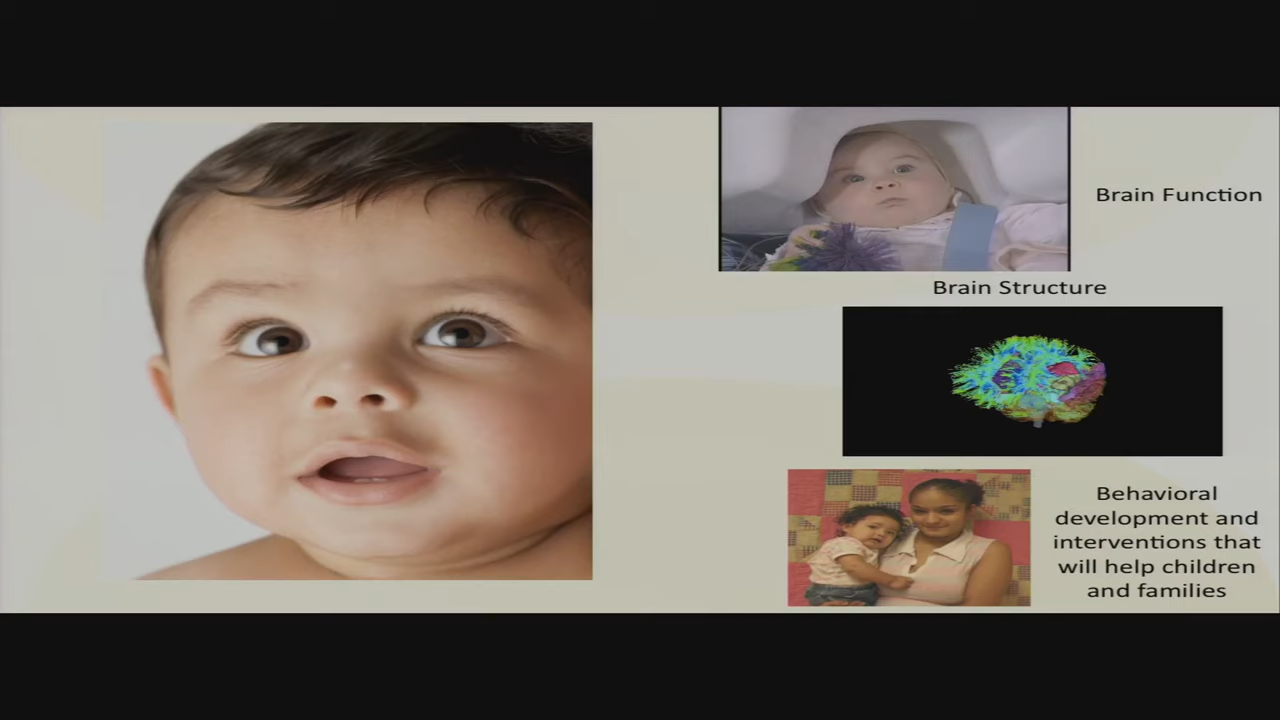 Brain Function
Brain Structure
Behavioral
development and
interventions that
will help children
and families